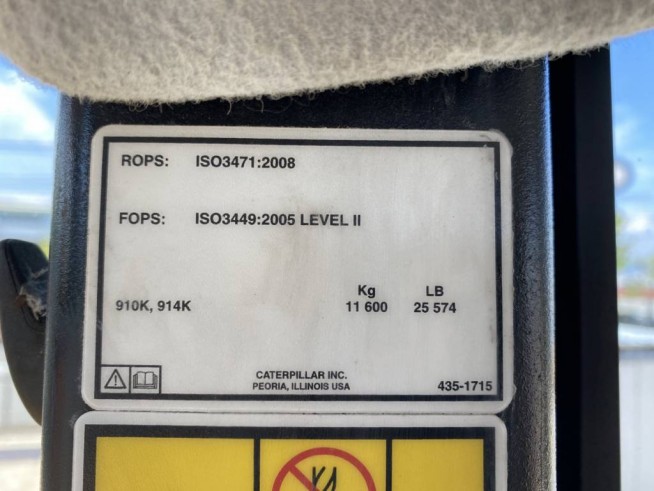 ROPS: ISO3471:2008
FOPS: ISO3449:2005 LEVEL II
Kg LB
910K, 914K 11 600 25 574
CATERPILLAR INC.
PEORIA, ILLINOIS USA
435-1715